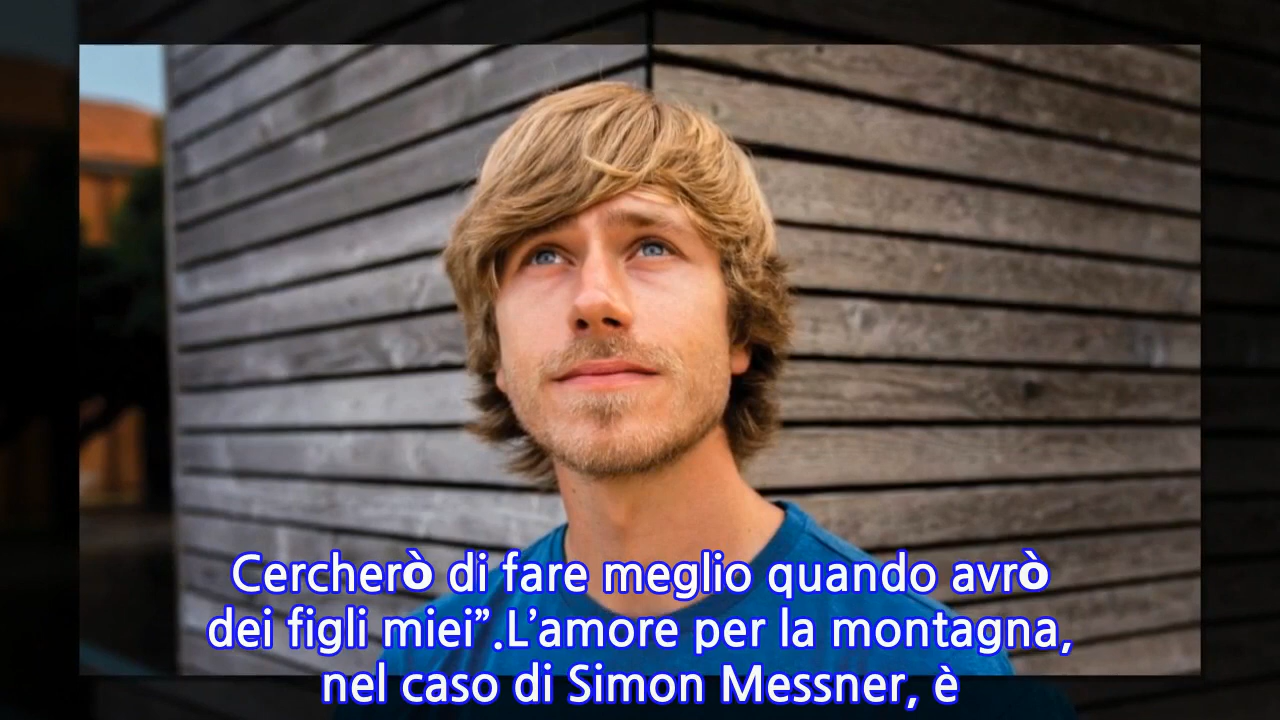 Cercherò di fare meglio quando avrò
dei figli miei”.L’amore per la montagna,
nel caso di Simon Messner, è